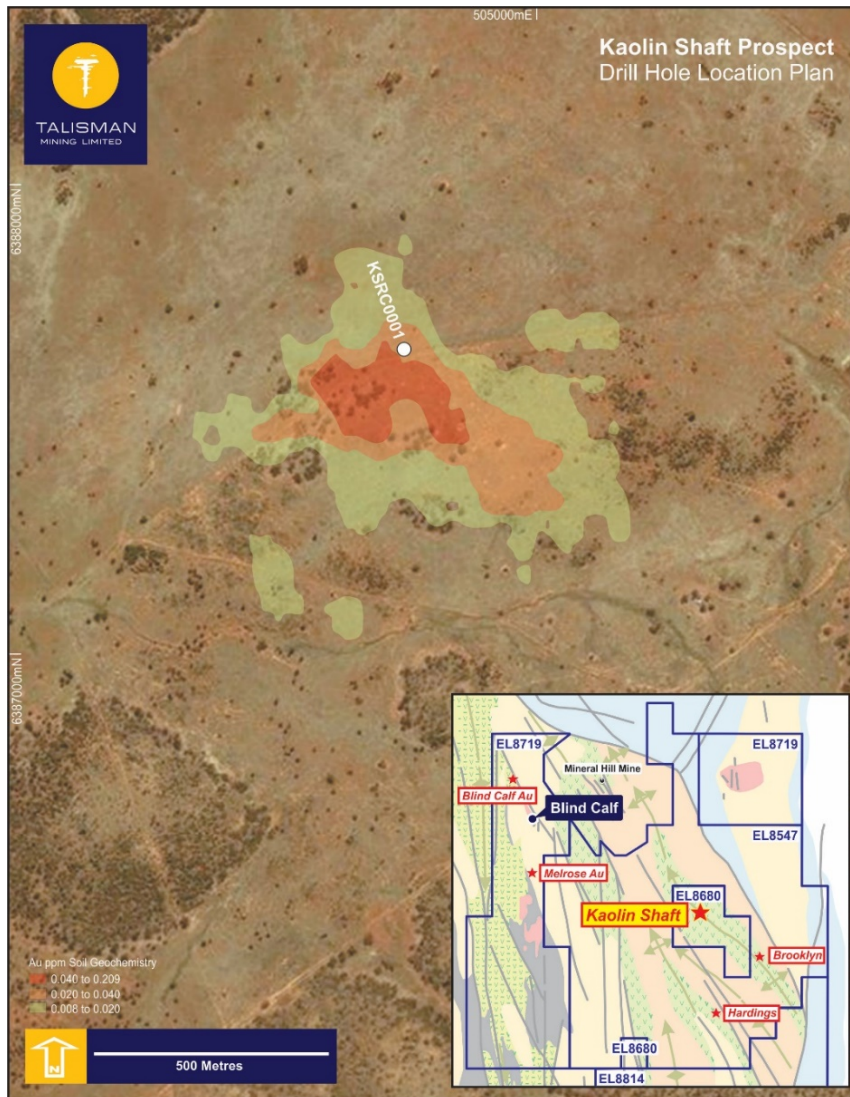 505000mE
TALISMAN
MINING LIMITED
Kaolin Shaft Prospect
Drill Hole Location Plan
6388000mN
KSRC0001
6387000mN
EL8719
Mineral Hill Mine
EL8719
Blind Calf Au
Blind Calf
EL8547
Melrose Au
EL8680
Kaolin Shaft
Brooklyn
Hardings
EL8680
EL8814
Au ppm Soil Geochemistry
0.040 to 0.209
0.020 to 0.040
0.008 to 0.020
N
500 Metres